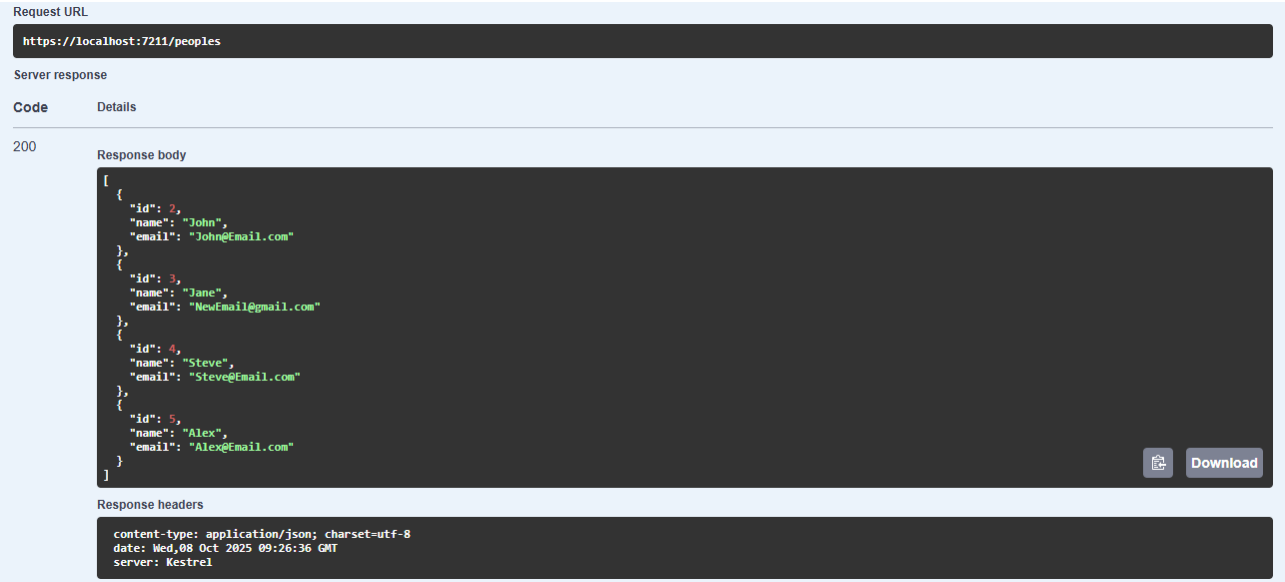 Request URL
https://localhost:7211/peoples
Server response
Code Details
200
Response body
[
  {
    "id": 2,
    "name": "John",
    "email": "John@Email.com"
  },
  {
    "id": 3,
    "name": "Jane",
    "email": "NewEmail@gmail.com"
  },
  {
    "id": 4,
    "name": "Steve",
    "email": "Steve@Email.com"
  },
  {
    "id": 5,
    "name": "Alex",
    "email": "Alex@Email.com"
  }
]
Download
Response headers
content-type: application/json; charset=utf-8
date: Wed,08 Oct 2025 09:26:36 GMT
server: Kestrel